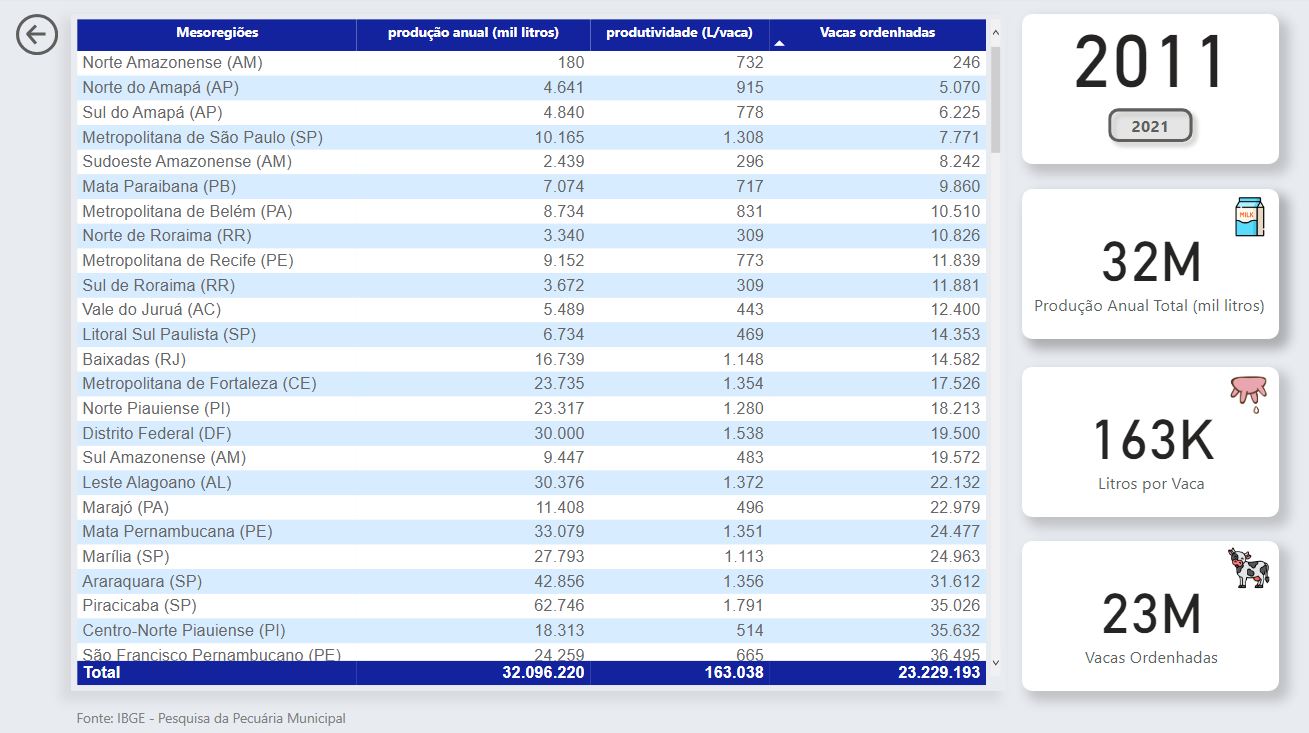 Mesoregiões produção anual (mil litros) produtividade (L/vaca) Vacas ordenhadas
Norte Amazonense (AM) 180 732 246
Norte do Amapá (AP) 4.641 915 5.070
Sul do Amapá (AP) 4.840 778 6.225
Metropolitana de São Paulo (SP) 10.165 1.308 7.771
Sudoeste Amazonense (AM) 2.439 296 8.242
Mata Paraibana (PB) 7.074 717 9.860
Metropolitana de Belém (PA) 8.734 831 10.510
Norte de Roraima (RR) 3.340 309 10.826
Metropolitana de Recife (PE) 9.152 773 11.839
Sul de Roraima (RR) 3.672 309 11.881
Vale do Juruá (AC) 5.489 443 12.400
Litoral Sul Paulista (SP) 6.734 469 14.353
Baixadas (RJ) 16.739 1.148 14.582
Metropolitana de Fortaleza (CE) 23.735 1.354 17.526
Norte Piauiense (PI) 23.317 1.280 18.213
Distrito Federal (DF) 30.000 1.538 19.500
Sul Amazonense (AM) 9.447 483 19.572
Leste Alagoano (AL) 30.376 1.372 22.132
Marajó (PA) 11.408 496 22.979
Mata Pernambucana (PE) 33.079 1.351 24.477
Marília (SP) 27.793 1.113 24.963
Araraquara (SP) 42.856 1.356 31.612
Piracicaba (SP) 62.746 1.791 35.026
Centro-Norte Piauiense (PI) 18.313 514 35.632
São Francisco Pernambucano (PE) 24.259 665 36.495
Total 32.096.220 163.038 23.229.193
Fonte: IBGE - Pesquisa da Pecuária Municipal
2011
2021
MILK
32M
Produção Anual Total (mil litros)
163K
Litros por Vaca
23M
Vacas Ordenhadas